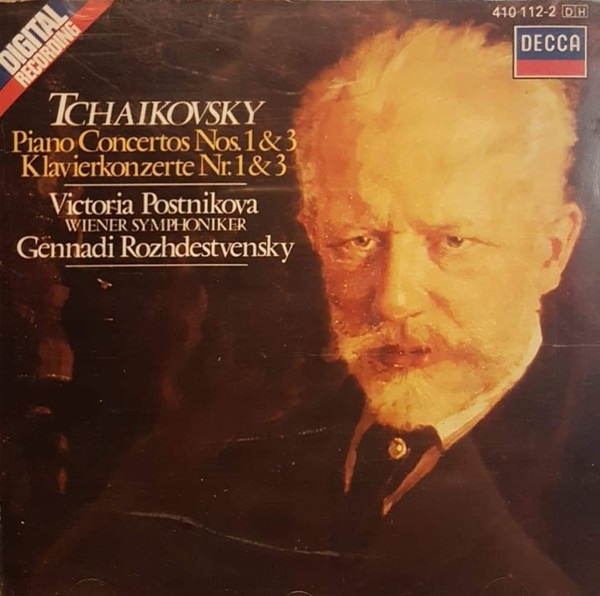 DIGITAL
RECORDING
410 112-2 DH
DECCA
TCHAIKOVSKY
Piano Concertos Nos. 1 & 3
Klavierkonzerte Nr. 1 & 3
Victoria Postnikova
WIENER SYMPHONIKER
Gennadi Rozhdestvensky